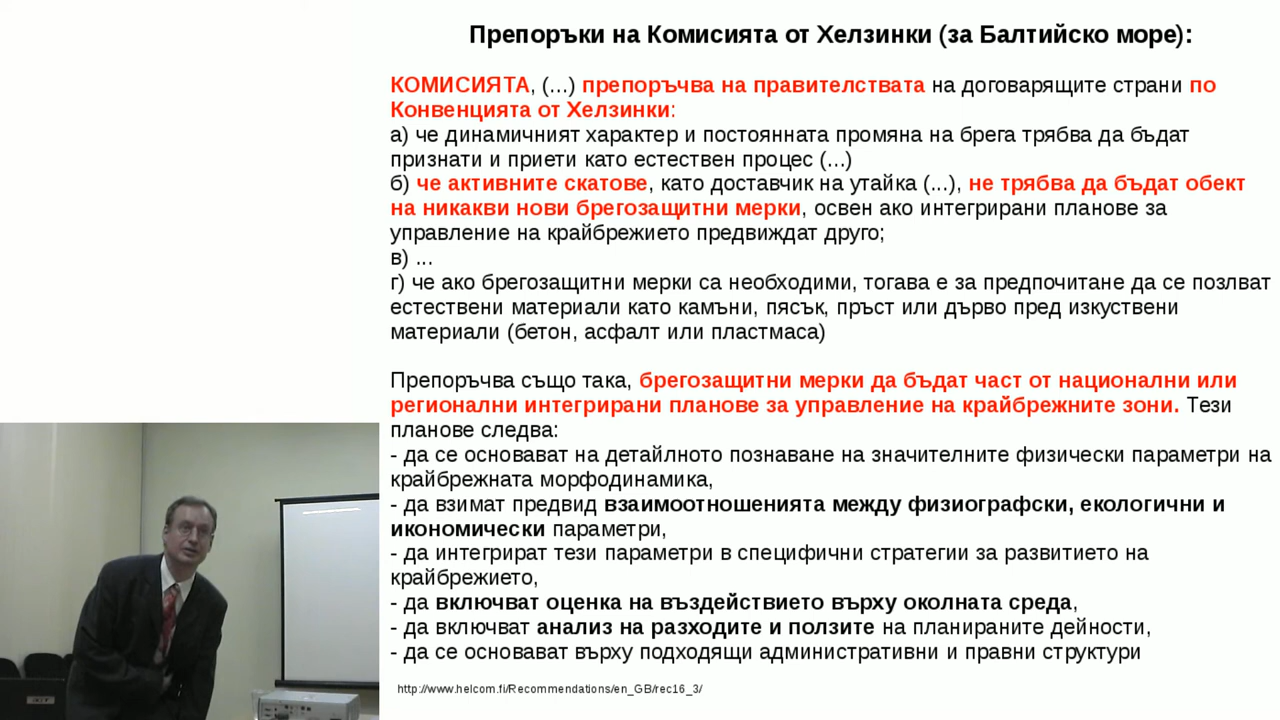 Препоръки на Комисията от Хелзинки (за Балтийско море):
КОМИСИЯТА, (...) препоръчва на правителствата на договарящите страни по
Конвенцията от Хелзинки:
а) че динамичният характер и постоянната промяна на брега трябва да бъдат
признати и приети като естествен процес (...)
б) че активните скатове, като доставчик на утайка (...), не трябва да бъдат обект
на никакви нови брегозащитни мерки, освен ако интегрирани планове за
управление на крайбрежието предвиждат друго;
в) ...
г) че ако брегозащитни мерки са необходими, тогава е за предпочитане да се позлват
естествени материали като камъни, пясък, пръст или дърво пред изкуствени
материали (бетон, асфалт или пластмаса)
Препоръчва също така, брегозащитни мерки да бъдат част от национални или
регионални интегрирани планове за управление на крайбрежните зони. Тези
планове следва:
- да се основават на детайлното познаване на значителните физически параметри на
крайбрежната морфодинамика,
- да взимат предвид взаимоотношенията между физиографски, екологични и
икономически параметри,
- да интегрират тези параметри в специфични стратегии за развитието на
крайбрежието,
- да включват оценка на въздействието върху околната среда,
- да включват анализ на разходите и ползите на планираните дейности,
- да се основават върху подходящи административни и правни структури
http://www.helcom.fi/Recommendations/en_GB/rec16_3/
acer